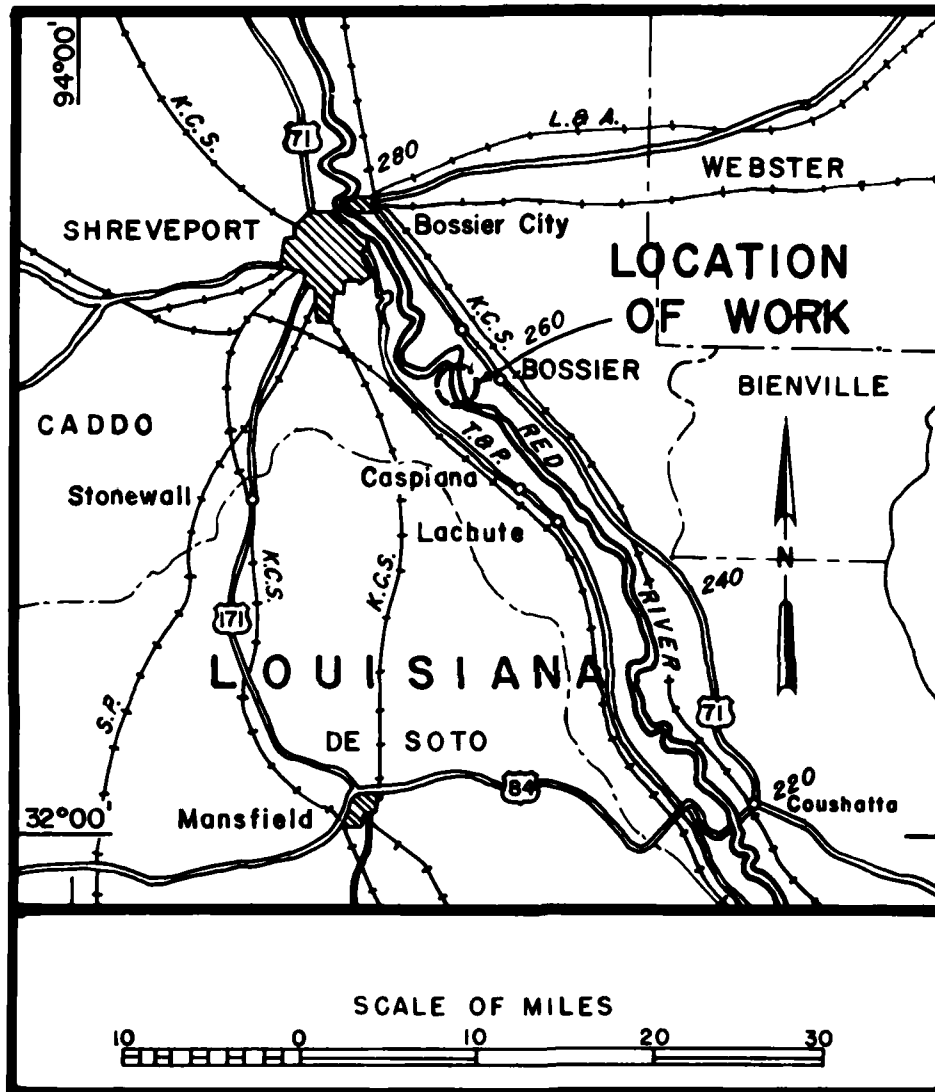 94°00'
K.C.S.
71
280
L. & A.
WEBSTER
SHREVEPORT
Bossier City
LOCATION
OF WORK
K.C.S.
260
BOSSIER
BIENVILLE
CADDO
T. & P.
RED
Stonewall
Caspiana
Lachute
K.C.S.
K.C.S.
N
240
171
RIVER
LOUISIANA
S.P.
71
DE SOTO
84
220
Mansfield
Coushatta
32°00'
SCALE OF MILES
10 0 10 20 30